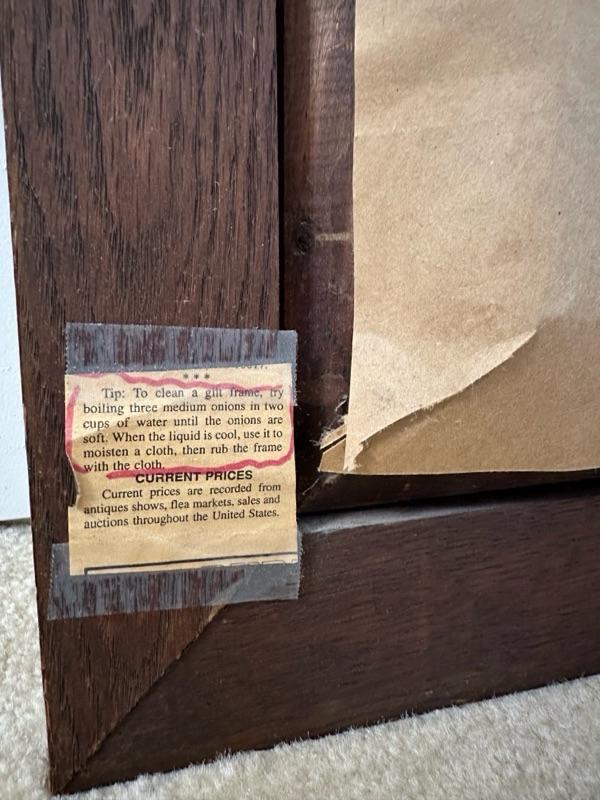 ***
Tip: To clean a gilt frame, try
boiling three medium onions in two
cups of water until the onions are
soft. When the liquid is cool, use it to
moisten a cloth, then rub the frame
with the cloth.
CURRENT PRICES
Current prices are recorded from
antiques shows, flea markets, sales and
auctions throughout the United States.